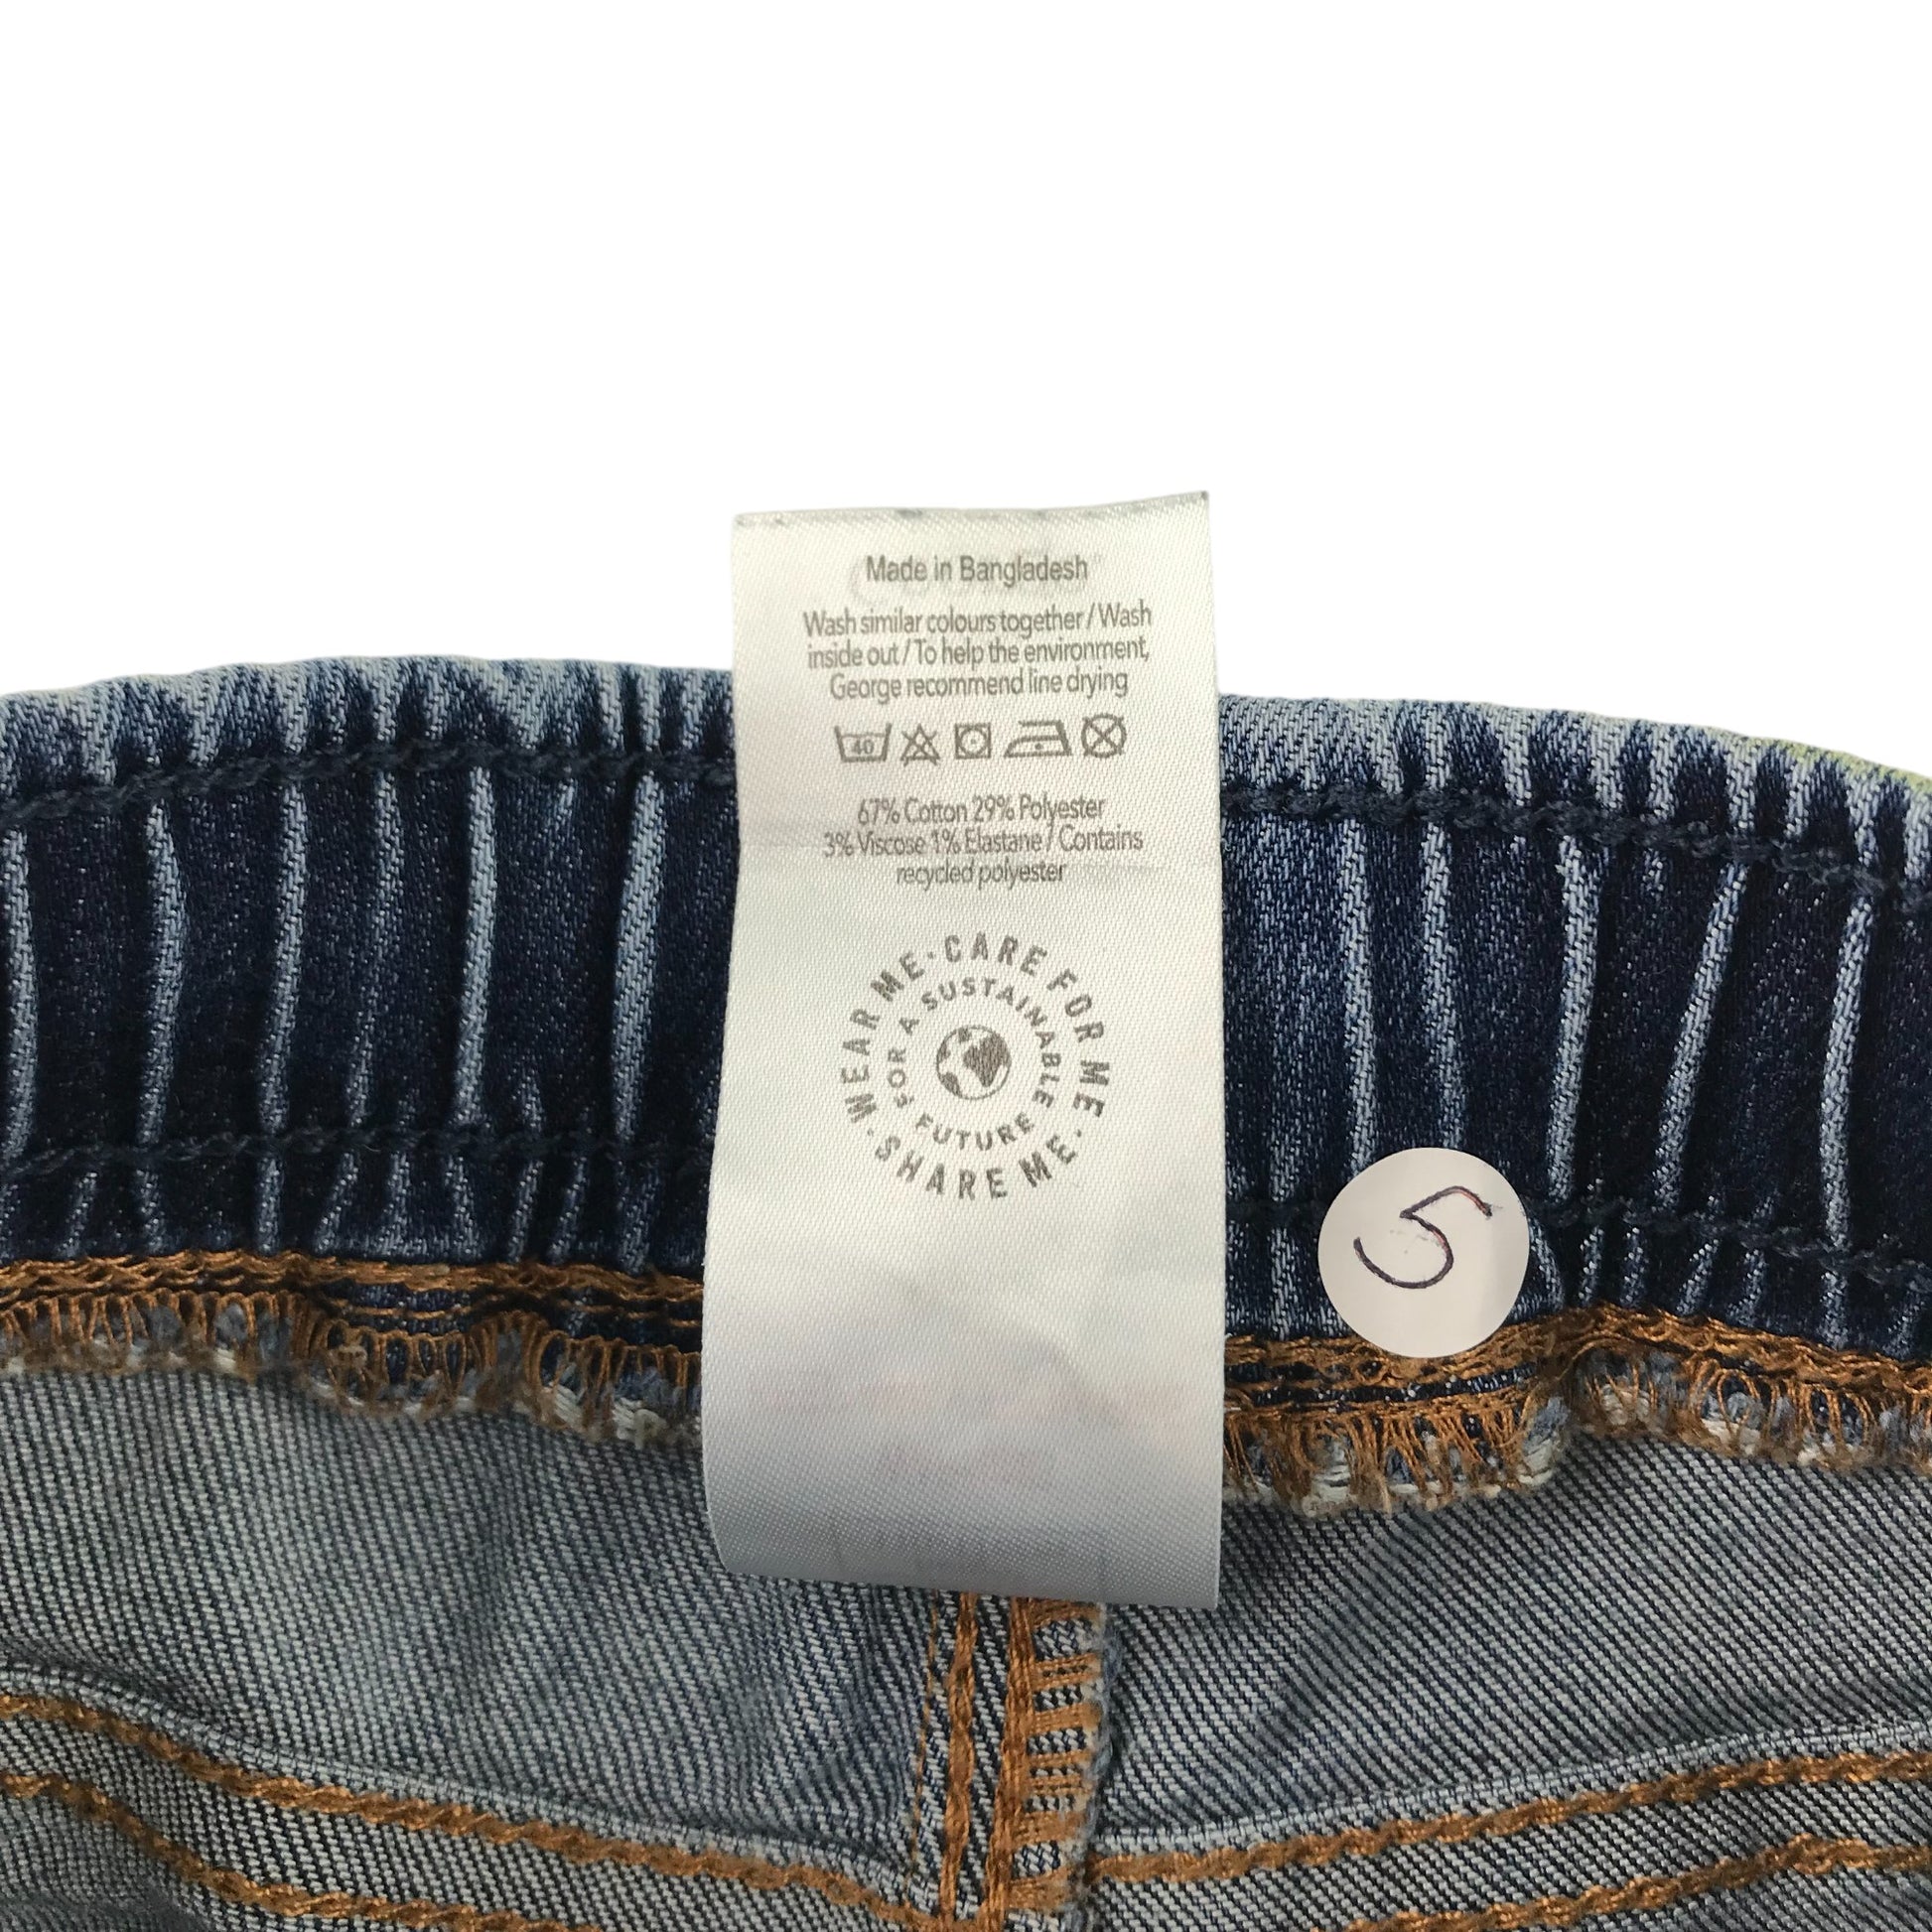 Made in Bangladesh
Wash similar colours together / Wash
inside out / To help the environment,
George recommend line drying
40
67% Cotton 29% Polyester
3% Viscose 1% Elastane / Contains
recycled polyester
WEAR ME · CARE FOR ME · SHARE ME ·
FOR A SUSTAINABLE FUTURE
5